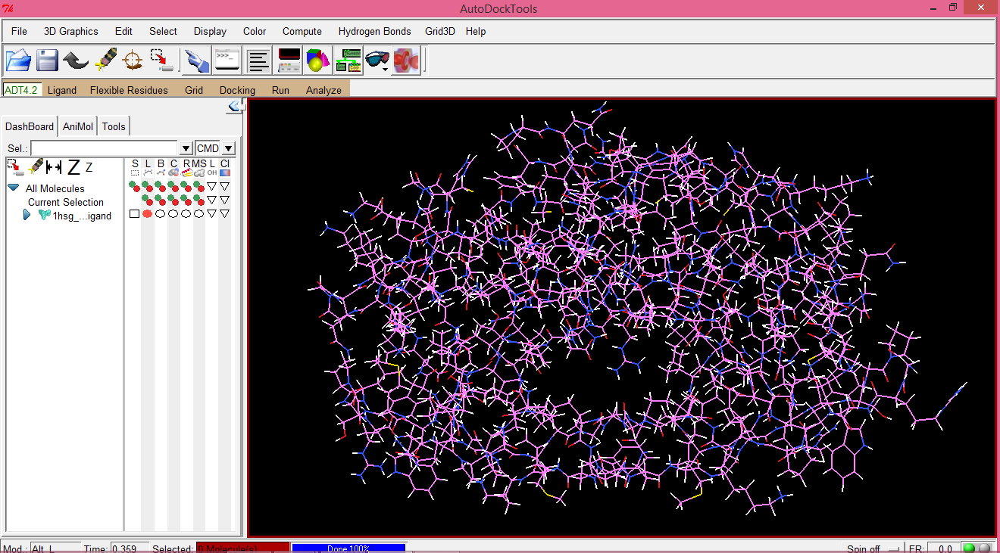 AutoDockTools
File 3D Graphics Edit Select Display Color Compute Hydrogen Bonds Grid3D Help
>>>_
ADT4.2 Ligand Flexible Residues Grid Docking Run Analyze
DashBoard AniMol Tools
Sel.: CMD
Z Z S L B C R MS L Cl
OH
All Molecules
Current Selection
1hsg_...igand
Mod.: Alt_L Time: 0.359 Selected: 0 Molecule(s) Done 100% Spin off FR: 0.0